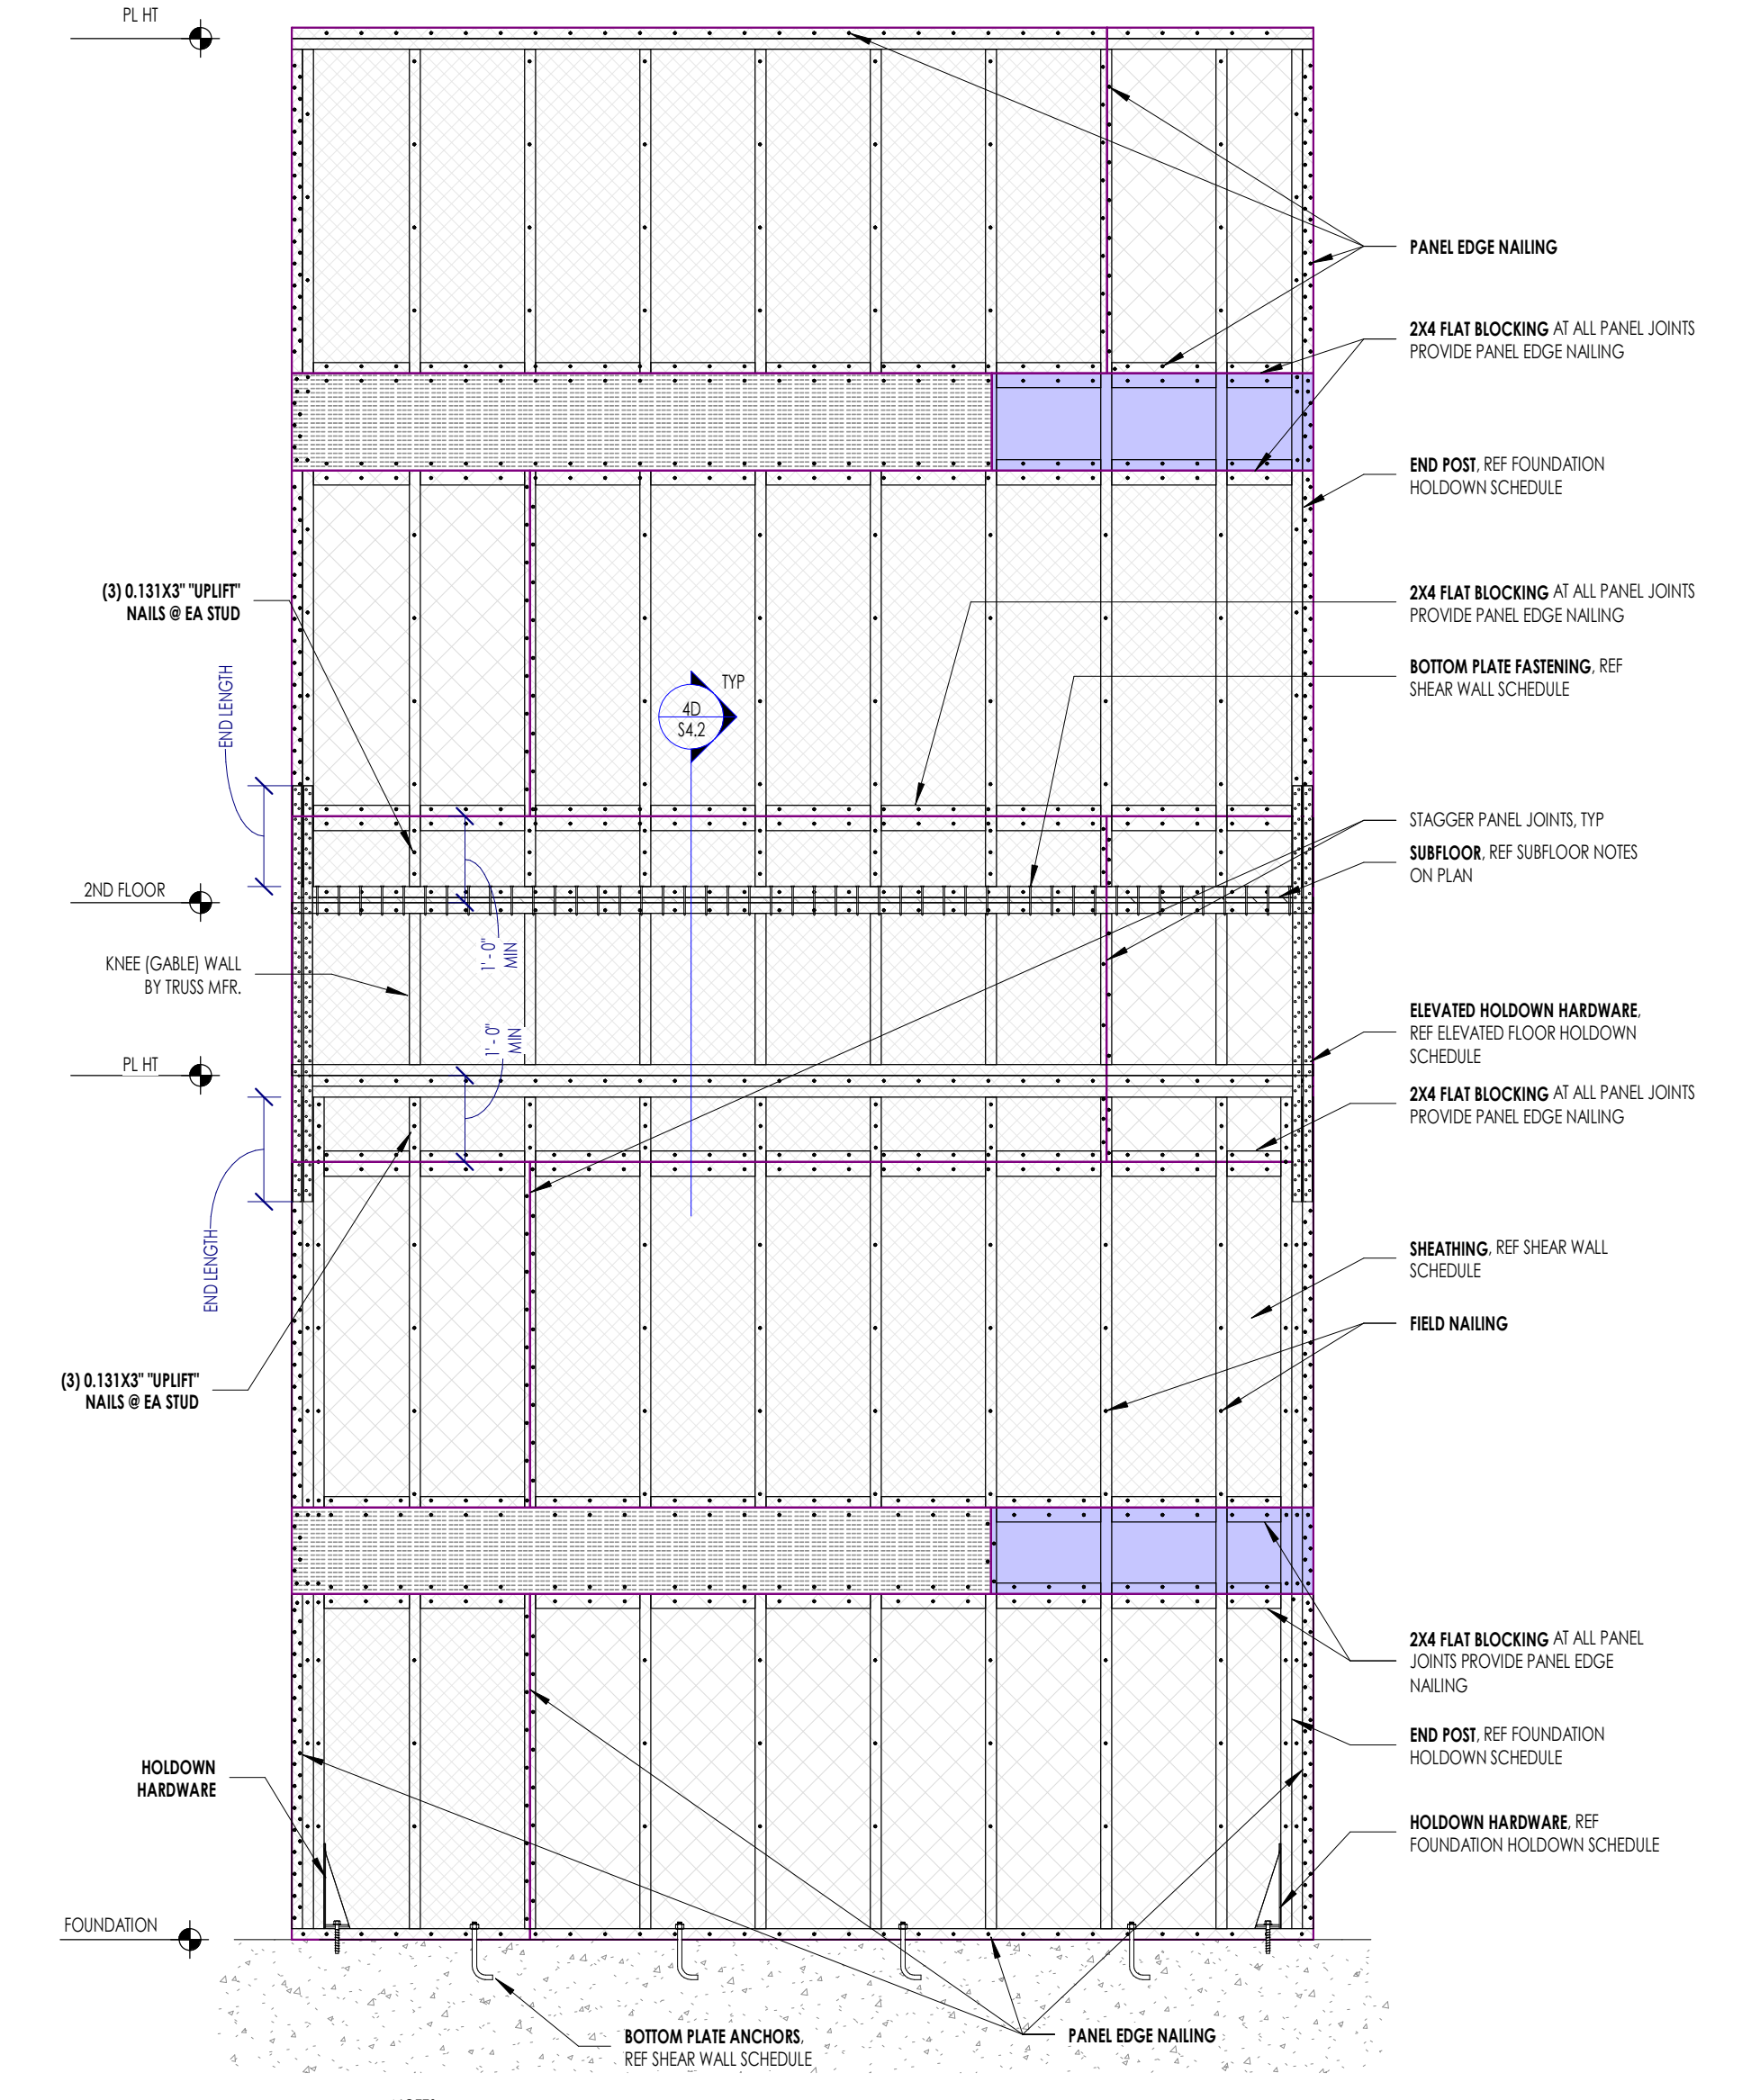 PL HT
PANEL EDGE NAILING
2X4 FLAT BLOCKING AT ALL PANEL JOINTS
PROVIDE PANEL EDGE NAILING
END POST, REF FOUNDATION
HOLDOWN SCHEDULE
(3) 0.131X3" "UPLIFT"
NAILS @ EA STUD
2X4 FLAT BLOCKING AT ALL PANEL JOINTS
PROVIDE PANEL EDGE NAILING
END LENGTH
BOTTOM PLATE FASTENING, REF
SHEAR WALL SCHEDULE
TYP
4D
S4.2
STAGGER PANEL JOINTS, TYP
SUBFLOOR, REF SUBFLOOR NOTES
ON PLAN
2ND FLOOR
1' - 0"
MIN
KNEE (GABLE) WALL
BY TRUSS MFR.
ELEVATED HOLDOWN HARDWARE,
REF ELEVATED FLOOR HOLDOWN
SCHEDULE
1' - 0"
MIN
PL HT
2X4 FLAT BLOCKING AT ALL PANEL JOINTS
PROVIDE PANEL EDGE NAILING
END LENGTH
SHEATHING, REF SHEAR WALL
SCHEDULE
FIELD NAILING
(3) 0.131X3" "UPLIFT"
NAILS @ EA STUD
2X4 FLAT BLOCKING AT ALL PANEL
JOINTS PROVIDE PANEL EDGE
NAILING
END POST, REF FOUNDATION
HOLDOWN SCHEDULE
HOLDOWN
HARDWARE
HOLDOWN HARDWARE, REF
FOUNDATION HOLDOWN SCHEDULE
FOUNDATION
BOTTOM PLATE ANCHORS,
REF SHEAR WALL SCHEDULE
PANEL EDGE NAILING